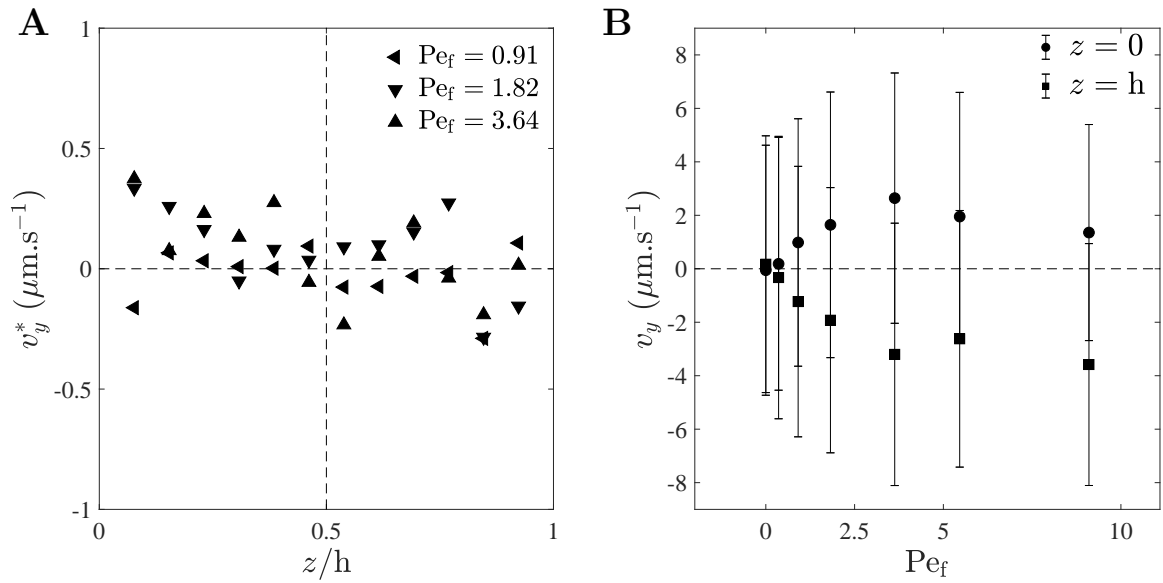 A
1
0.5
0
-0.5
-1
v_y^* (μm.s⁻¹)
Pe_f = 0.91
Pe_f = 1.82
Pe_f = 3.64
0
0.5
1
z/h
B
8
6
4
2
0
-2
-4
-6
-8
v_y (μm.s⁻¹)
z = 0
z = h
0
2.5
5
10
Pe_f